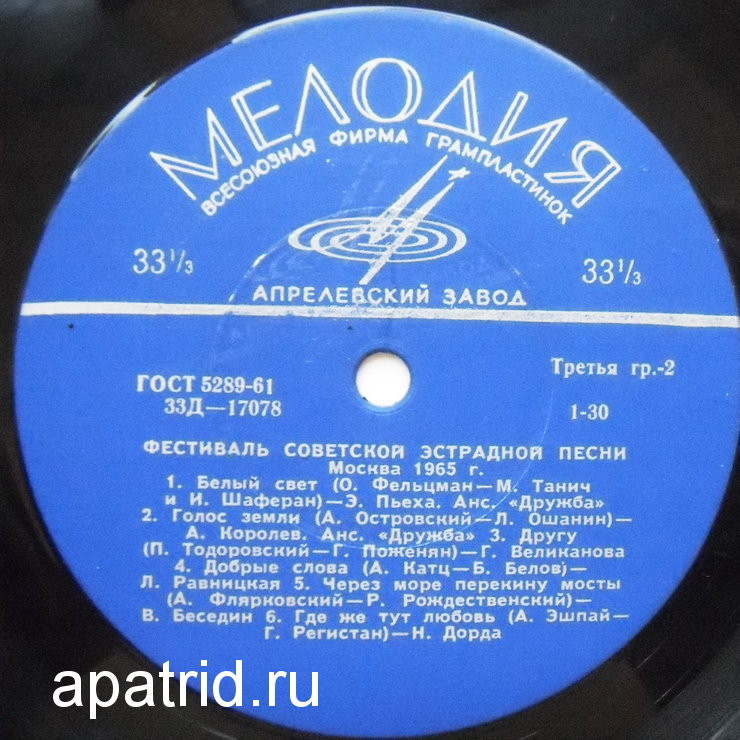 МЕЛОДИЯ
ВСЕСОЮЗНАЯ ФИРМА ГРАМПЛАСТИНОК
33⅓ 33⅓
АПРЕЛЕВСКИЙ ЗАВОД
ГОСТ 5289-61 Третья гр.-2
33Д—17078 1-30
ФЕСТИВАЛЬ СОВЕТСКОЙ ЭСТРАДНОЙ ПЕСНИ
Москва 1965 г.
1. Белый свет (О. Фельцман—М. Танич
и И. Шаферан)—Э. Пьеха. Анс. «Дружба»
2. Голос земли (А. Островский—Л. Ошанин)—
А. Королев. Анс. «Дружба» 3. Другу
(П. Тодоровский—Г. Поженян)—Г. Великанова
4. Добрые слова (А. Катц—Б. Белов)—
Л. Равницкая 5. Через море перекину мосты
(А. Флярковский—Р. Рождественский)—
В. Беседин 6. Где же тут любовь (А. Эшпай—
Г. Регистан)—Н. Дорда
apatrid.ru